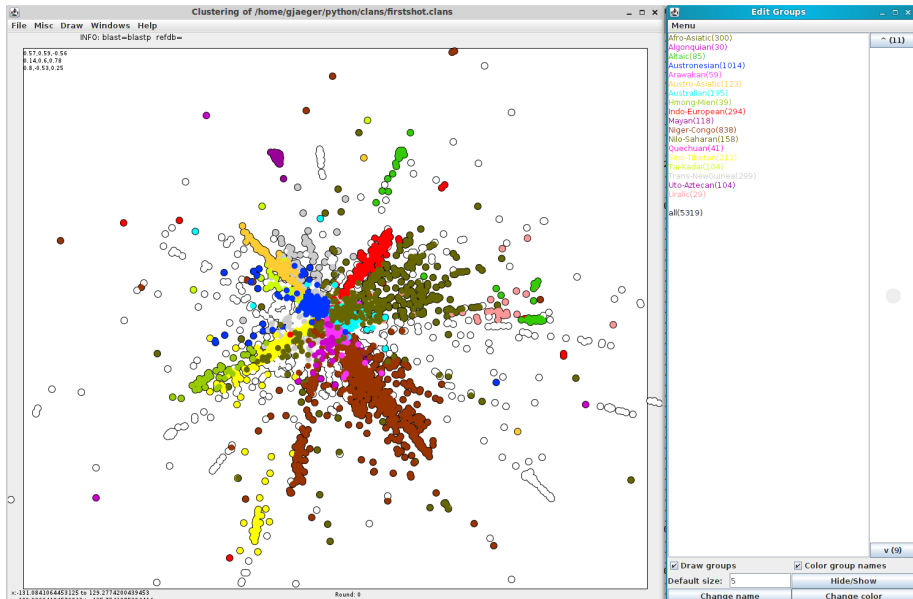 Clustering of /home/gjaeger/python/clans/firstshot.clans
File Misc Draw Windows Help
INFO: blast=blastp refdb=
0.57,0.59,-0.56
0.14,0.6,0.78
0.8,-0.53,0.25
x:-131.0841064453125 to 129.2774200439453
Round: 0
Edit Groups
Menu
Afro-Asiatic(300)
Algonquian(30)
Altaic(85)
Austronesian(1014)
Arawakan(59)
Austro-Asiatic(123)
Australian(195)
Hmong-Mien(39)
Indo-European(294)
Mayan(118)
Niger-Congo(838)
Nilo-Saharan(158)
Quechuan(41)
Sino-Tibetan(212)
Tai-Kadai(104)
Trans-NewGuinea(299)
Uto-Aztecan(104)
Uralic(29)
all(5319)
^ (11)
v (9)
Draw groups
Color group names
Default size: 5
Hide/Show
Change name
Change color